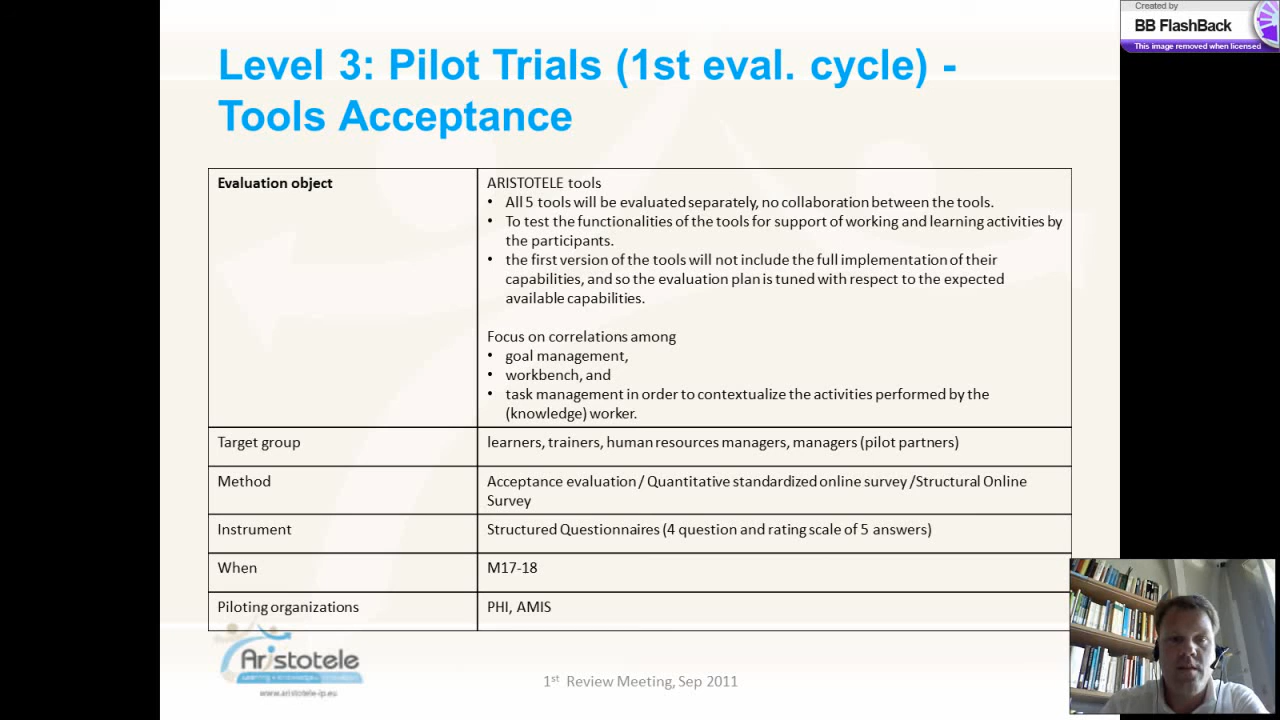 Created by
BB FlashBack
This image removed when licensed
Level 3: Pilot Trials (1st eval. cycle) -
Tools Acceptance
Evaluation object
ARISTOTELE tools
• All 5 tools will be evaluated separately, no collaboration between the tools.
• To test the functionalities of the tools for support of working and learning activities by
the participants.
• the first version of the tools will not include the full implementation of their
capabilities, and so the evaluation plan is tuned with respect to the expected
available capabilities.
Focus on correlations among
• goal management,
• workbench, and
• task management in order to contextualize the activities performed by the
(knowledge) worker.
Target group
learners, trainers, human resources managers, managers (pilot partners)
Method
Acceptance evaluation / Quantitative standardized online survey /Structural Online
Survey
Instrument
Structured Questionnaires (4 question and rating scale of 5 answers)
When
M17-18
Piloting organizations
PHI, AMIS
Aristotele
Learning • Knowledge • Innovation
www.aristotele-ip.eu
1st Review Meeting, Sep 2011